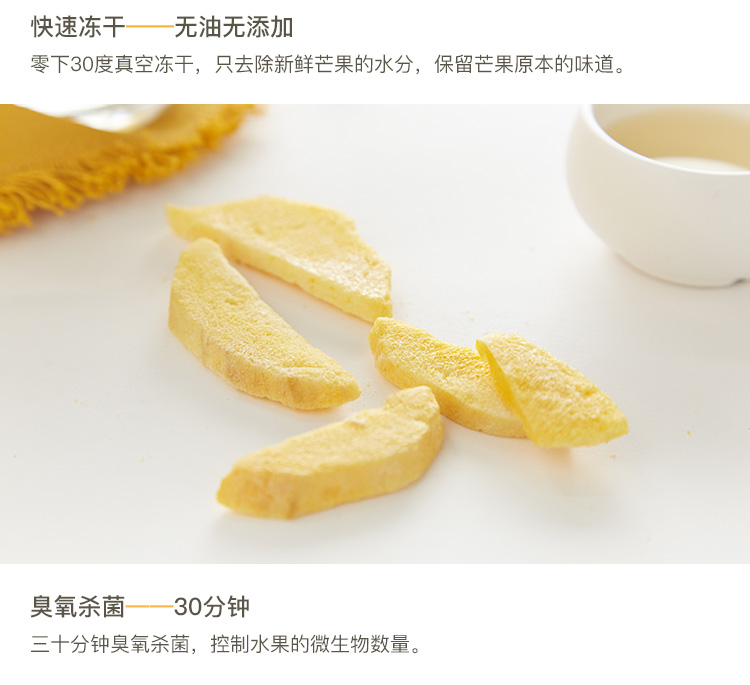 快速冻干——无油无添加
零下30度真空冻干，只去除新鲜芒果的水分，保留芒果原本的味道。
臭氧杀菌——30分钟
三十分钟臭氧杀菌，控制水果的微生物数量。